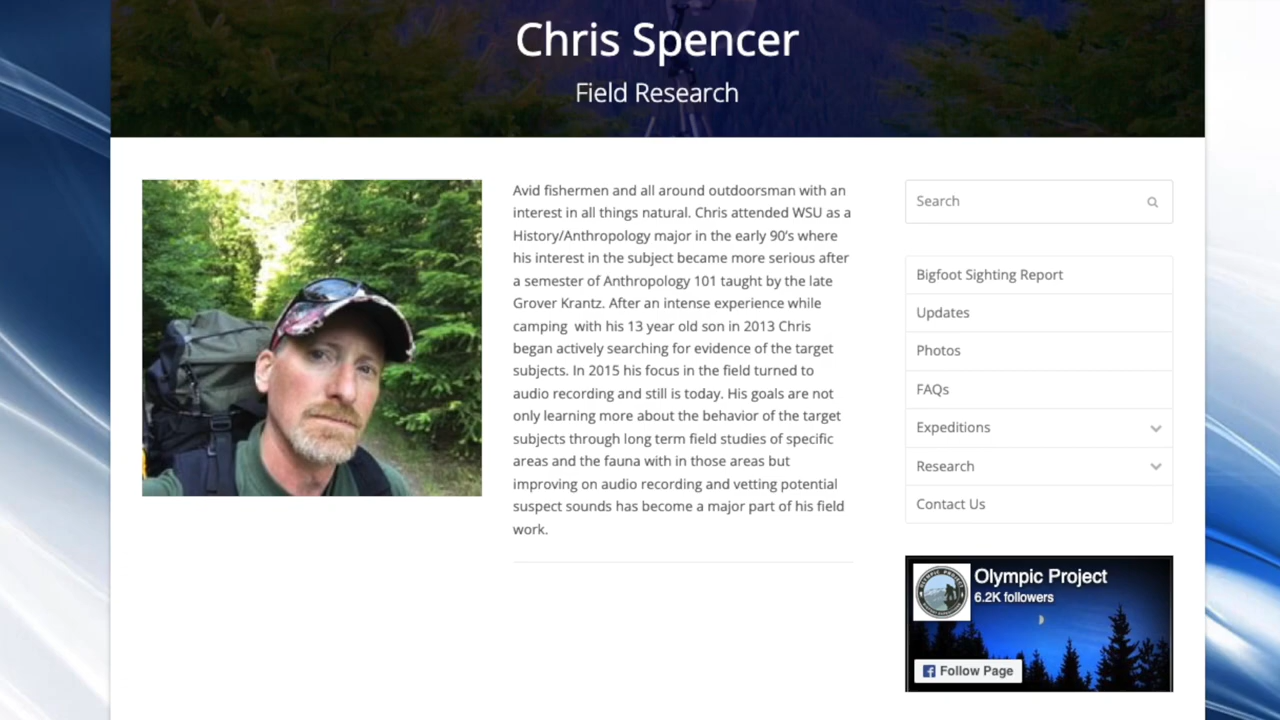 Chris Spencer
Field Research
Avid fishermen and all around outdoorsman with an
interest in all things natural. Chris attended WSU as a
History/Anthropology major in the early 90's where
his interest in the subject became more serious after
a semester of Anthropology 101 taught by the late
Grover Krantz. After an intense experience while
camping with his 13 year old son in 2013 Chris
began actively searching for evidence of the target
subjects. In 2015 his focus in the field turned to
audio recording and still is today. His goals are not
only learning more about the behavior of the target
subjects through long term field studies of specific
areas and the fauna with in those areas but
improving on audio recording and vetting potential
suspect sounds has become a major part of his field
work.
Search
Bigfoot Sighting Report
Updates
Photos
FAQs
Expeditions
Research
Contact Us
Olympic Project
6.2K followers
Follow Page